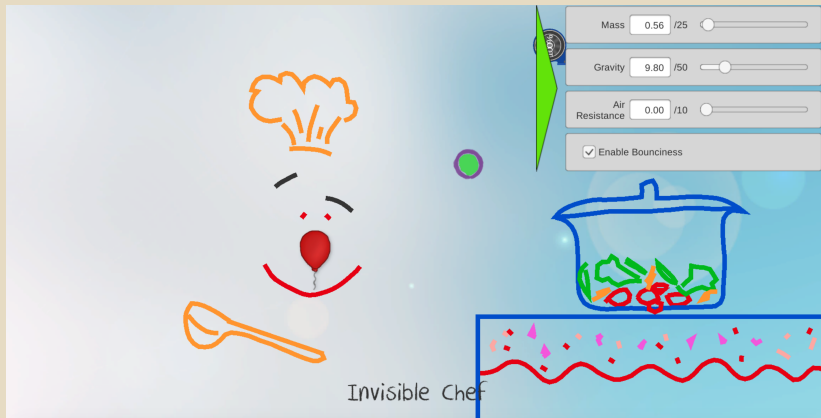 Mass 0.56 /25
Gravity 9.80 /50
Air
Resistance 0.00 /10
Enable Bounciness
Invisible Chef